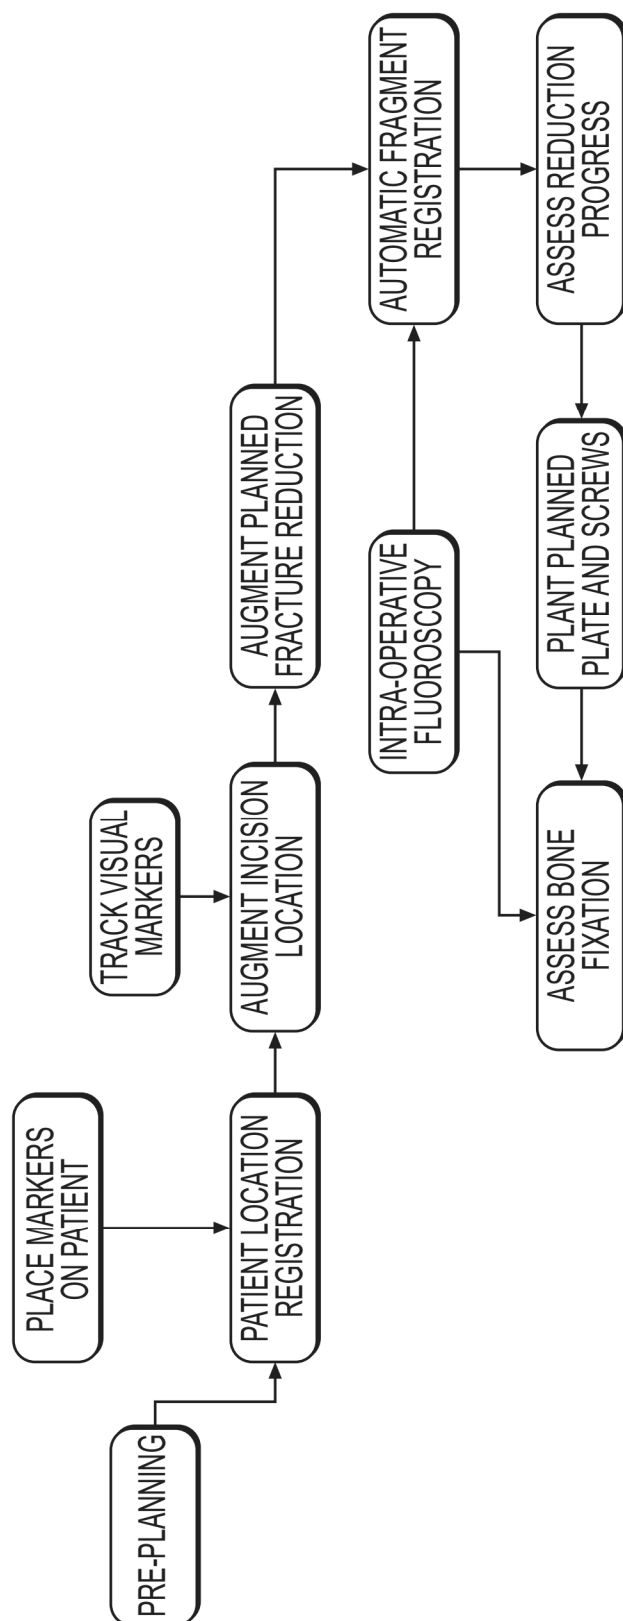 PRE-PLANNING
PLACE MARKERS
ON PATIENT
PATIENT LOCATION
REGISTRATION
TRACK VISUAL
MARKERS
AUGMENT INCISION
LOCATION
AUGMENT PLANNED
FRACTURE REDUCTION
INTRA-OPERATIVE
FLUOROSCOPY
AUTOMATIC FRAGMENT
REGISTRATION
ASSESS REDUCTION
PROGRESS
PLANT PLANNED
PLATE AND SCREWS
ASSESS BONE
FIXATION